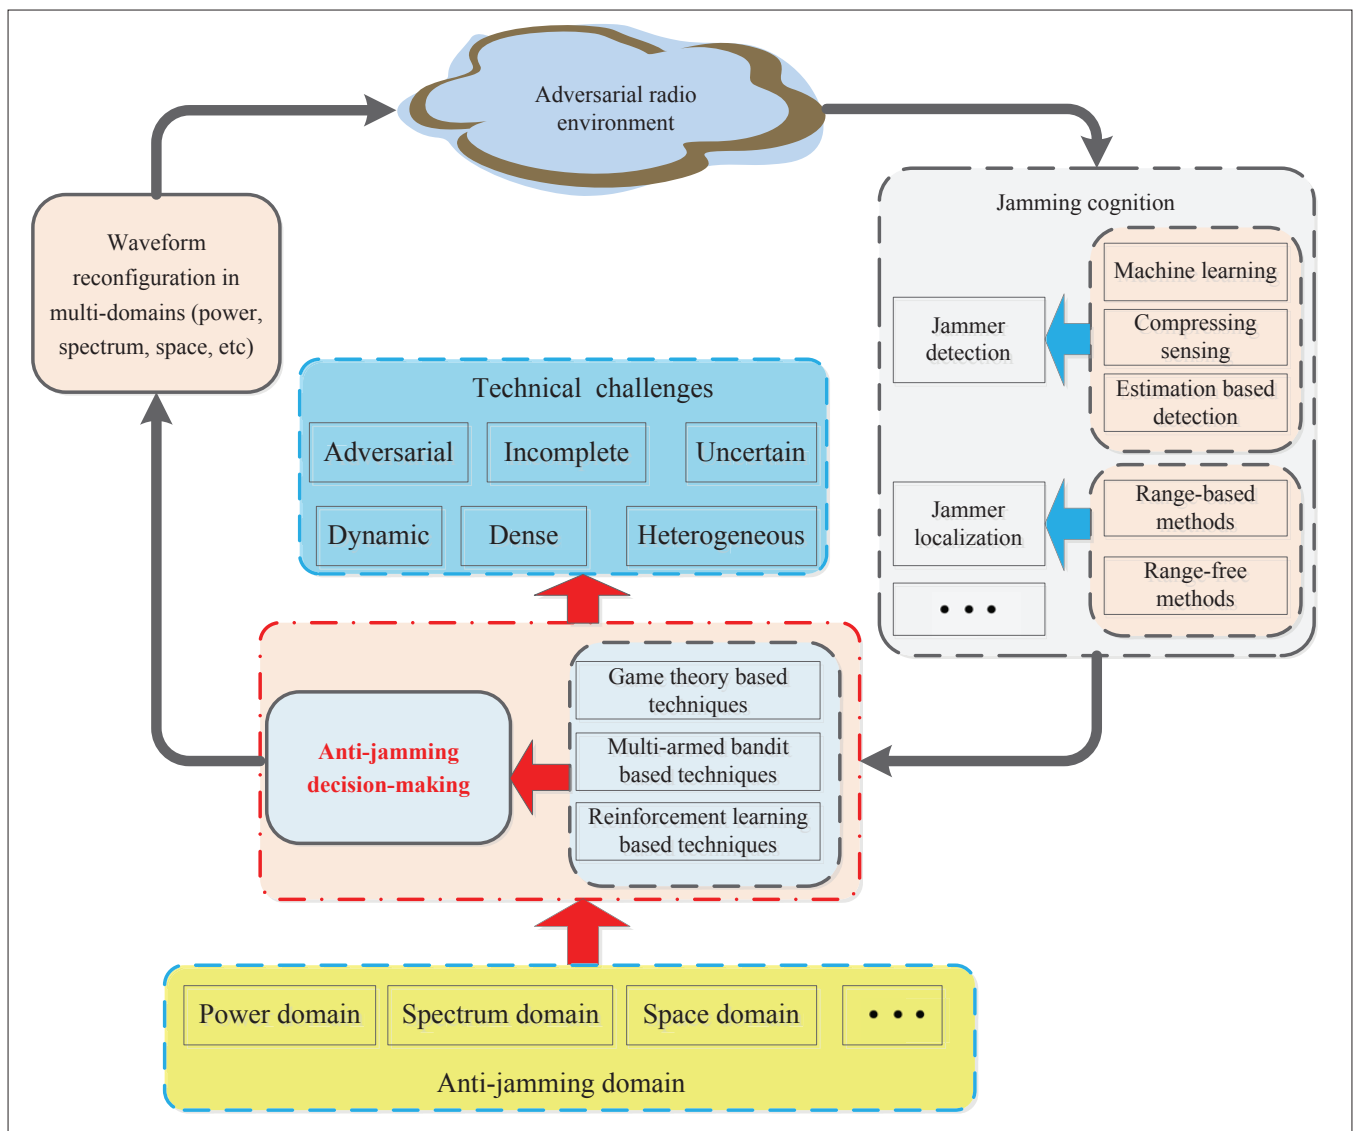 Adversarial radio
environment
Jamming cognition
Machine learning
Compressing
sensing
Estimation based
detection
Jammer
detection
Range-based
methods
Range-free
methods
Jammer
localization
• • •
Waveform
reconfiguration in
multi-domains (power,
spectrum, space, etc)
Technical challenges
Adversarial
Incomplete
Uncertain
Dynamic
Dense
Heterogeneous
Game theory based
techniques
Multi-armed bandit
based techniques
Reinforcement learning
based techniques
Anti-jamming
decision-making
Power domain
Spectrum domain
Space domain
• • •
Anti-jamming domain